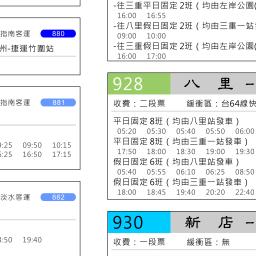 指南客運 880
州-捷運竹圍站
指南客運 881
9:25 09:50 10:15
6:25 16:50 17:15
淡水客運 882
8:50 19:40
-往三重平日固定2班（均由左岸公園(
16:00 16:55
-往八里假日固定2班（均由三重一站發車）
09:00 10:00
-往三重假日固定2班（均由左岸公園(
16:00 17:00
928 八里-
收費：二段票 緩衝區：台64線快
平日固定8班（均由八里站發車）
05:20 05:30 05:40 05:50 06:00
平日固定8班（均由三重一站發車）
17:50 18:00 18:30 19:00 19:30
假日固定6班（均由八里站發車）
05:40 05:55 06:10 06:25 08:50
假日固定6班（均由三重一站發車）
18:00 18:45 19:40 20:20 22:40
930 新店-
收費：一段票 緩衝區：無